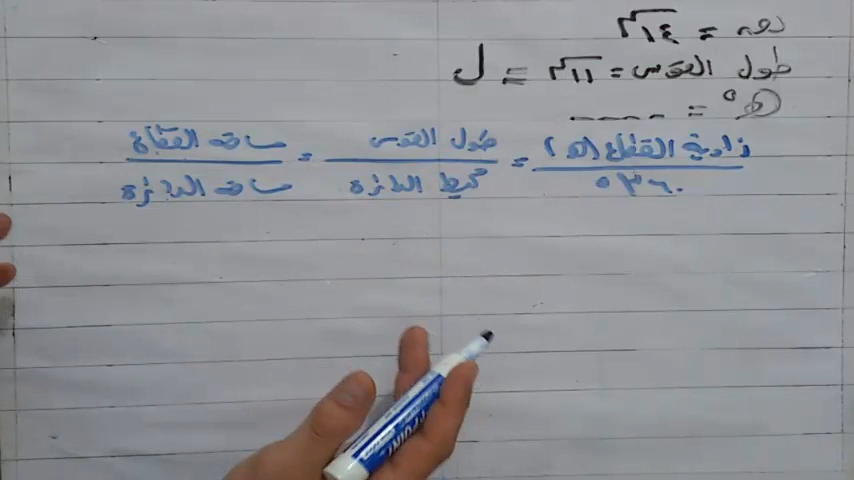 نق = ١٤ سم
طول القوس = ١١ سم = ل
هـ° = ----
زاوية القطاع (هـ) / ٣٦٠° = طول القوس / محيط الدائرة = مساحة القطاع / مساحة الدائرة